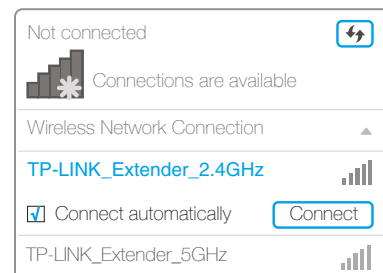 Not connected
Connections are available
Wireless Network Connection
TP-LINK_Extender_2.4GHz
Connect automatically
Connect
TP-LINK_Extender_5GHz